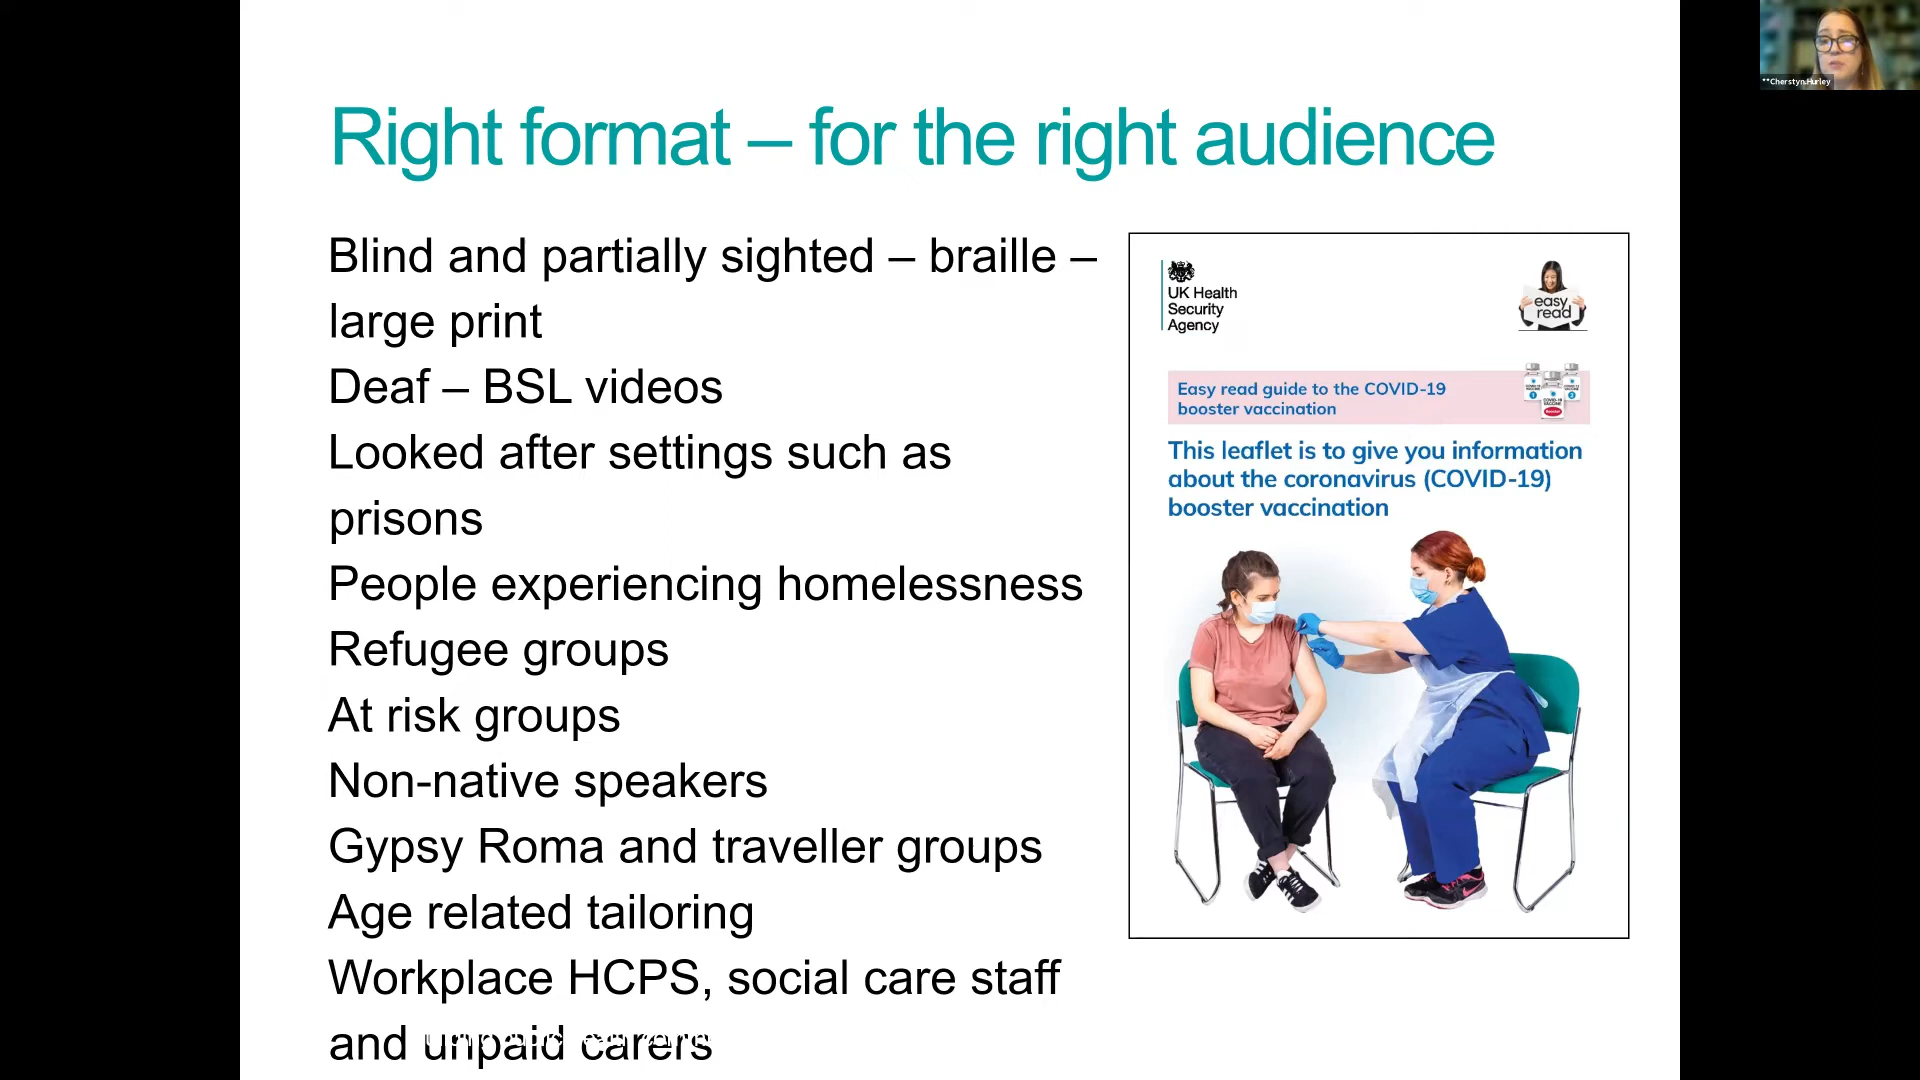 **Cherstyn.Hurley
Right format – for the right audience
Blind and partially sighted – braille –
large print
Deaf – BSL videos
Looked after settings such as
prisons
People experiencing homelessness
Refugee groups
At risk groups
Non-native speakers
Gypsy Roma and traveller groups
Age related tailoring
Workplace HCPS, social care staff
and unpaid carers
UK Health
Security
Agency
easy
read
Easy read guide to the COVID-19
booster vaccination
This leaflet is to give you information
about the coronavirus (COVID-19)
booster vaccination